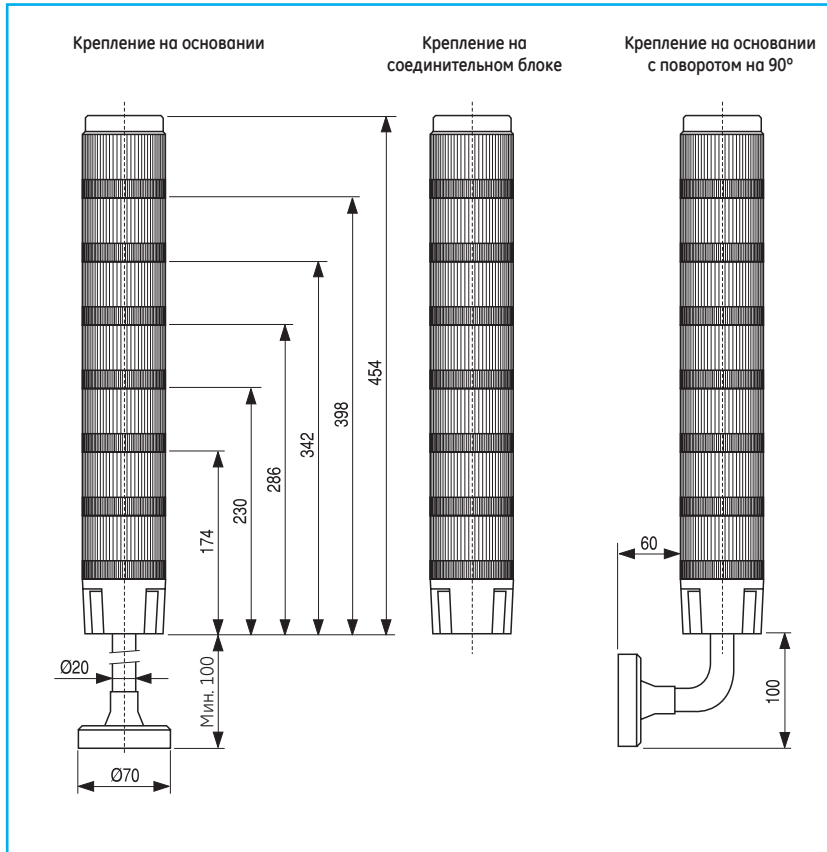 Крепление на основании
Крепление на
соединительном блоке
Крепление на основании
с поворотом на 90º
454
398
342
286
230
174
60
Ø20
Мин. 100
100
Ø70